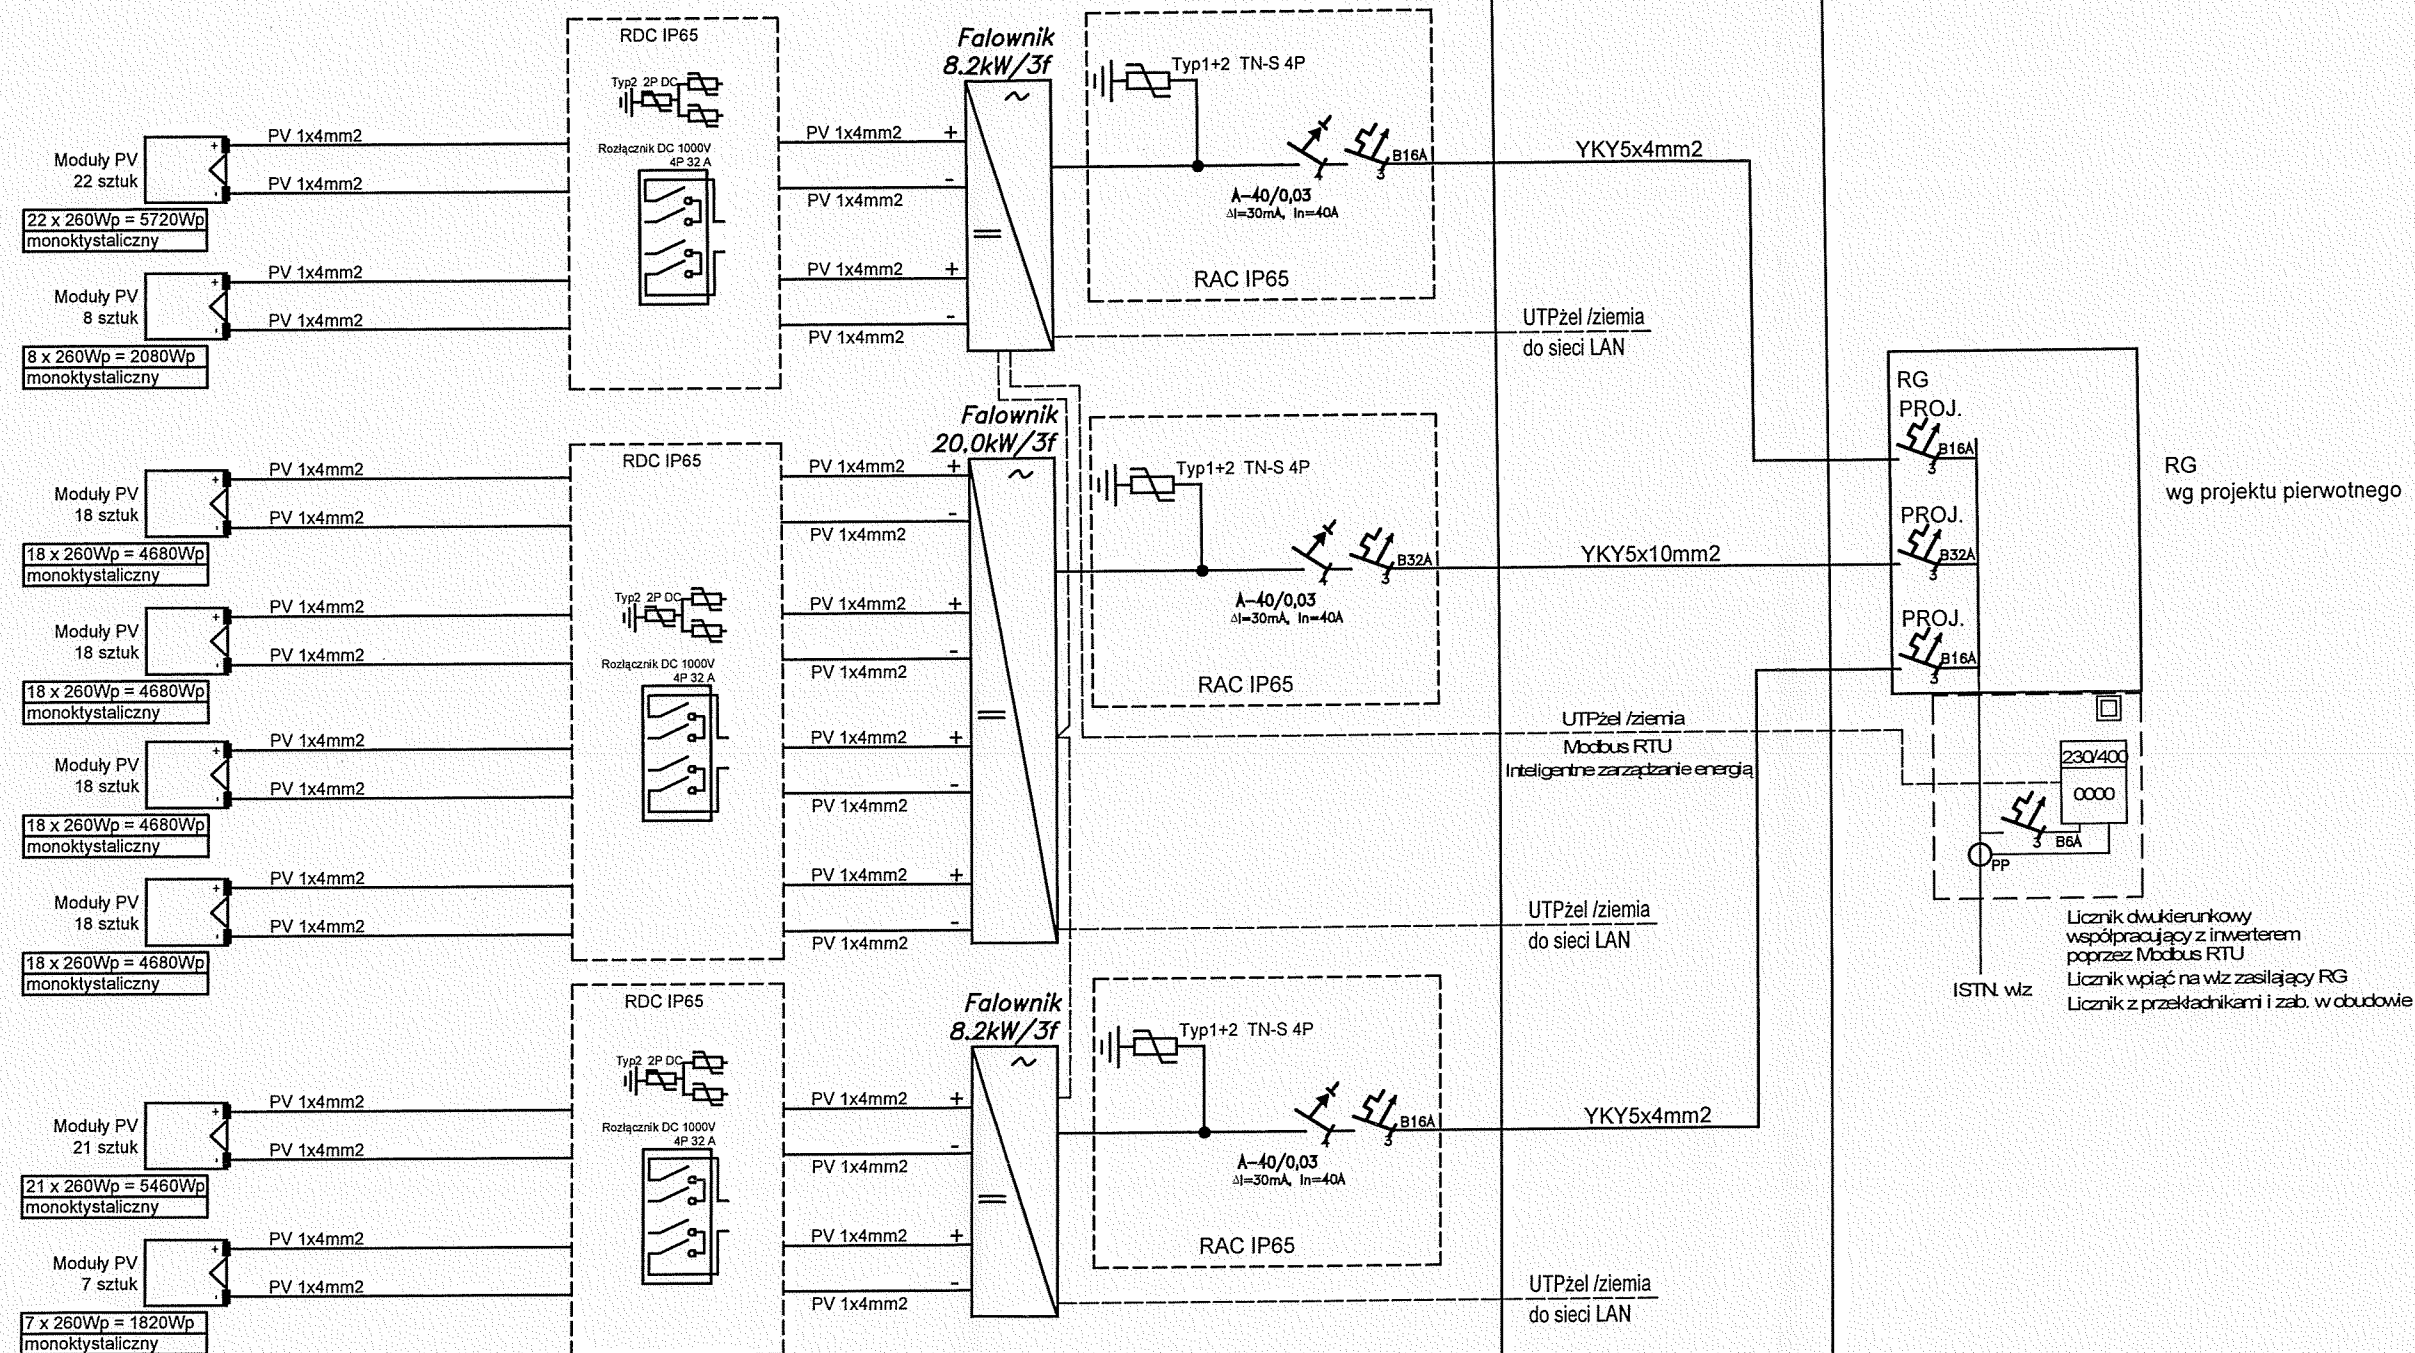 RDC IP65
Typ2 2P DC
Rozłącznik DC 1000V
4P 32 A
Moduły PV
22 sztuk
22 x 260Wp = 5720Wp
monoktystaliczny
PV 1x4mm2
PV 1x4mm2
Moduły PV
8 sztuk
8 x 260Wp = 2080Wp
monoktystaliczny
PV 1x4mm2
PV 1x4mm2
PV 1x4mm2 +
PV 1x4mm2 -
PV 1x4mm2 +
PV 1x4mm2 -
Falownik
8.2kW/3f
Typ1+2 TN-S 4P
4
3
B16A
A-40/0,03
ΔI=30mA, In=40A
RAC IP65
YKY5x4mm2
UTPżel /ziemia
do sieci LAN
RDC IP65
Typ2 2P DC
Rozłącznik DC 1000V
4P 32 A
Moduły PV
18 sztuk
18 x 260Wp = 4680Wp
monoktystaliczny
PV 1x4mm2
PV 1x4mm2
Moduły PV
18 sztuk
18 x 260Wp = 4680Wp
monoktystaliczny
PV 1x4mm2
PV 1x4mm2
Moduły PV
18 sztuk
18 x 260Wp = 4680Wp
monoktystaliczny
PV 1x4mm2
PV 1x4mm2
Moduły PV
18 sztuk
18 x 260Wp = 4680Wp
monoktystaliczny
PV 1x4mm2
PV 1x4mm2
PV 1x4mm2 +
PV 1x4mm2 -
PV 1x4mm2 +
PV 1x4mm2 -
PV 1x4mm2 +
PV 1x4mm2 -
PV 1x4mm2 +
PV 1x4mm2 -
Falownik
20.0kW/3f
Typ1+2 TN-S 4P
4
3
B32A
A-40/0,03
ΔI=30mA, In=40A
RAC IP65
YKY5x10mm2
UTPżel /ziemia
Modbus RTU
Inteligentne zarządzanie energią
UTPżel /ziemia
do sieci LAN
RDC IP65
Typ2 2P DC
Rozłącznik DC 1000V
4P 32 A
Moduły PV
21 sztuk
21 x 260Wp = 5460Wp
monoktystaliczny
PV 1x4mm2
PV 1x4mm2
Moduły PV
7 sztuk
7 x 260Wp = 1820Wp
monoktystaliczny
PV 1x4mm2
PV 1x4mm2
PV 1x4mm2 +
PV 1x4mm2 -
PV 1x4mm2 +
PV 1x4mm2 -
Falownik
8.2kW/3f
Typ1+2 TN-S 4P
4
3
B16A
A-40/0,03
ΔI=30mA, In=40A
RAC IP65
YKY5x4mm2
UTPżel /ziemia
do sieci LAN
RG
PROJ.
B16A
3
PROJ.
B32A
3
PROJ.
B16A
3
RG
wg projektu pierwotnego
230/400
0000
3
B6A
PP
ISTN. wlz
Licznik dwukierunkowy
współpracujący z inwerterem
poprzez Modbus RTU
Licznik wpiąć na wlz zasilający RG
Licznik z przekładnikami i zab. w obudowie